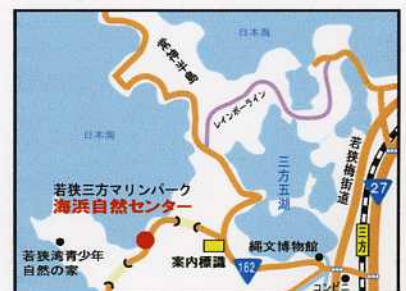 日本海
常神半島
レインボーライン
日本海
三方五湖
若狭梅街道
27
若狭三方マリンパーク
海浜自然センター
三方
若狭湾青少年
自然の家
案内標識
縄文博物館
162
コンビニ